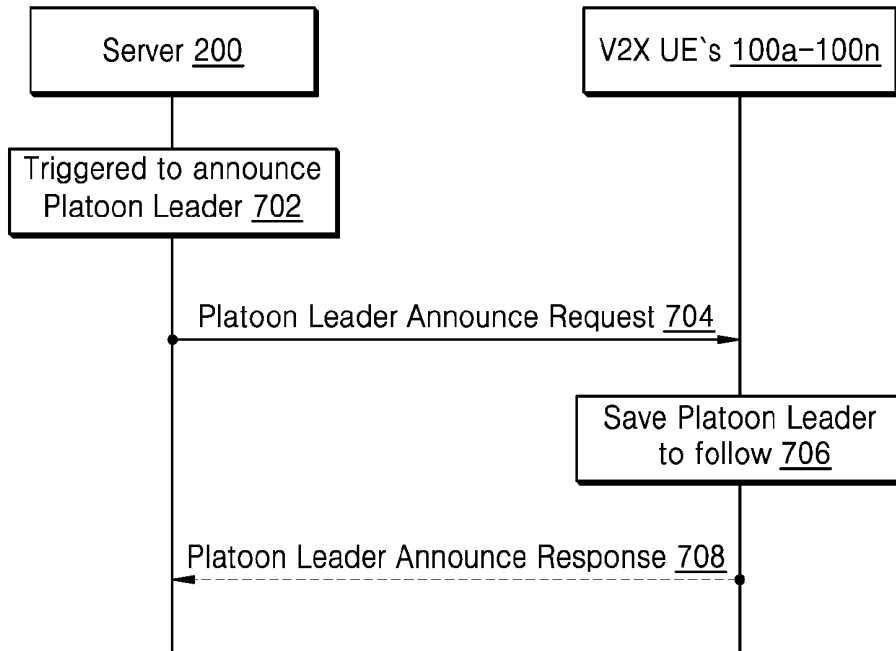 Server 200
V2X UE`s 100a-100n
Triggered to announce
Platoon Leader 702
Platoon Leader Announce Request 704
Save Platoon Leader
to follow 706
Platoon Leader Announce Response 708